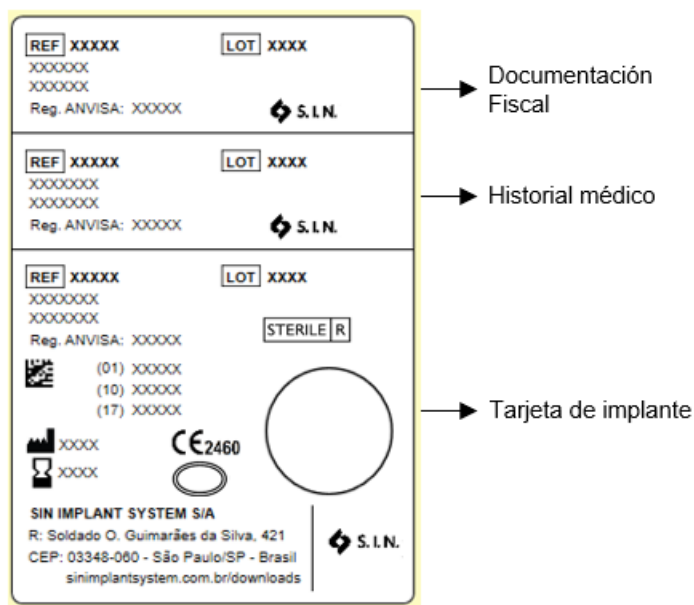 REF XXXXX LOT XXXX
XXXXXX
XXXXXX
Reg. ANVISA: XXXXX S.I.N.
Documentación
Fiscal
REF XXXXX LOT XXXX
XXXXXXX
XXXXXXX
Reg. ANVISA: XXXXX S.I.N.
Historial médico
REF XXXXX LOT XXXX
XXXXXXX
XXXXXXX
Reg. ANVISA: XXXXX
STERILE R
(01) XXXXX
(10) XXXXX
(17) XXXXX
Tarjeta de implante
XXXX
CE2460
XXXX
SIN IMPLANT SYSTEM S/A
R: Soldado O. Guimarães da Silva, 421
CEP: 03348-060 - São Paulo/SP - Brasil
sinimplantsystem.com.br/downloads
S.I.N.